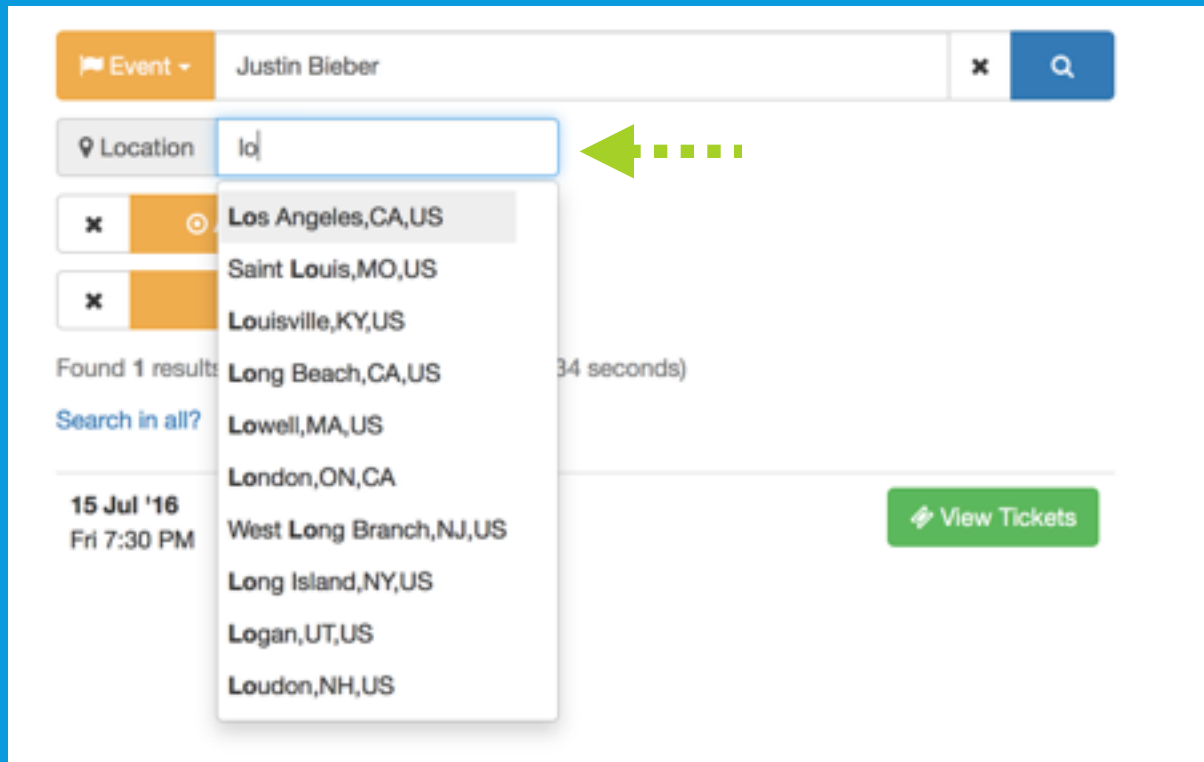 Event Justin Bieber
Location lo
Los Angeles,CA,US
Saint Louis,MO,US
Louisville,KY,US
Found 1 results 34 seconds)
Long Beach,CA,US
Search in all?
Lowell,MA,US
London,ON,CA
15 Jul '16
View Tickets
West Long Branch,NJ,US
Fri 7:30 PM
Long Island,NY,US
Logan,UT,US
Loudon,NH,US